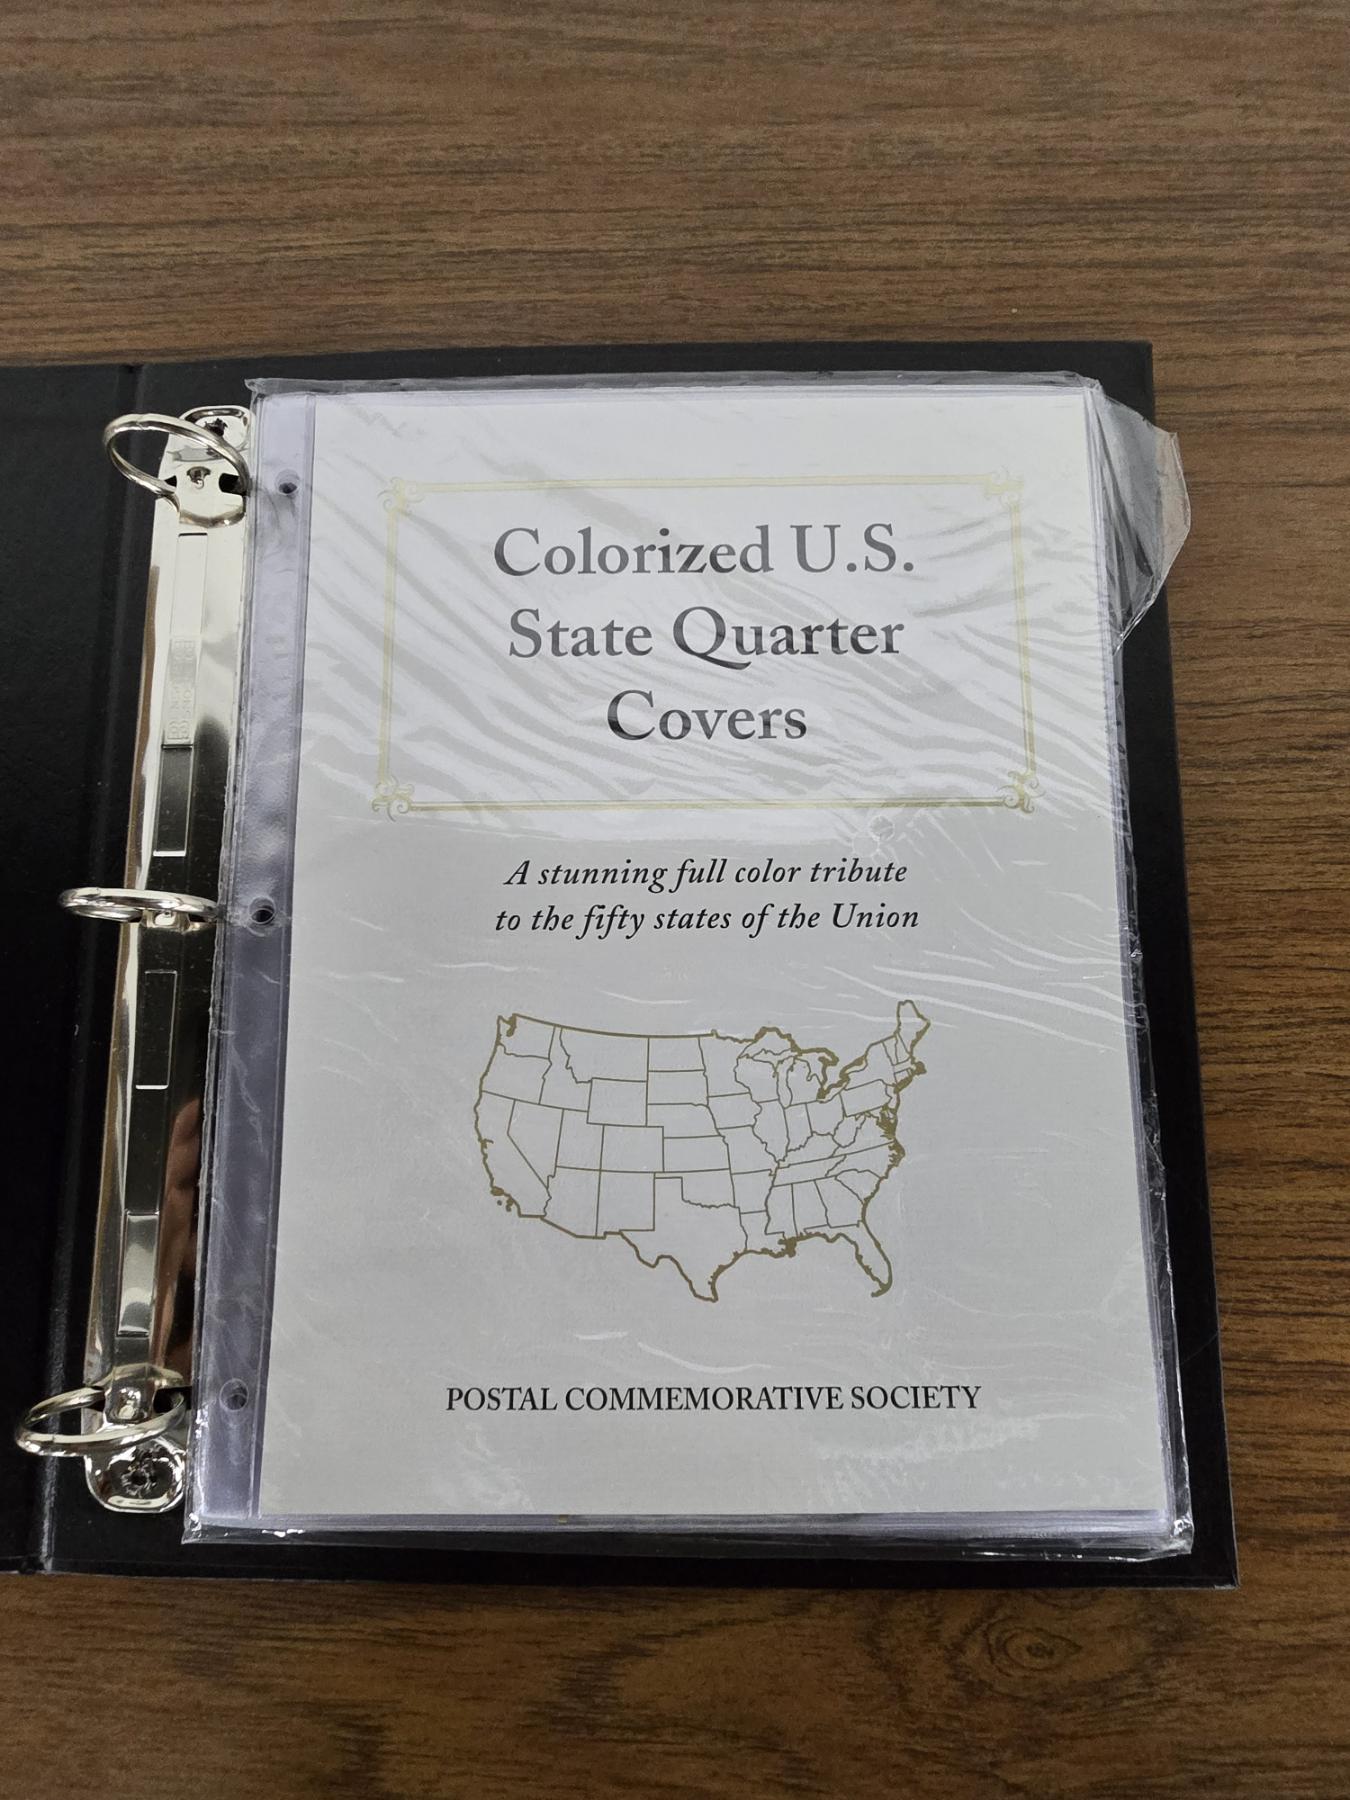 Colorized U.S.
State Quarter
Covers
A stunning full color tribute
to the fifty states of the Union
POSTAL COMMEMORATIVE SOCIETY